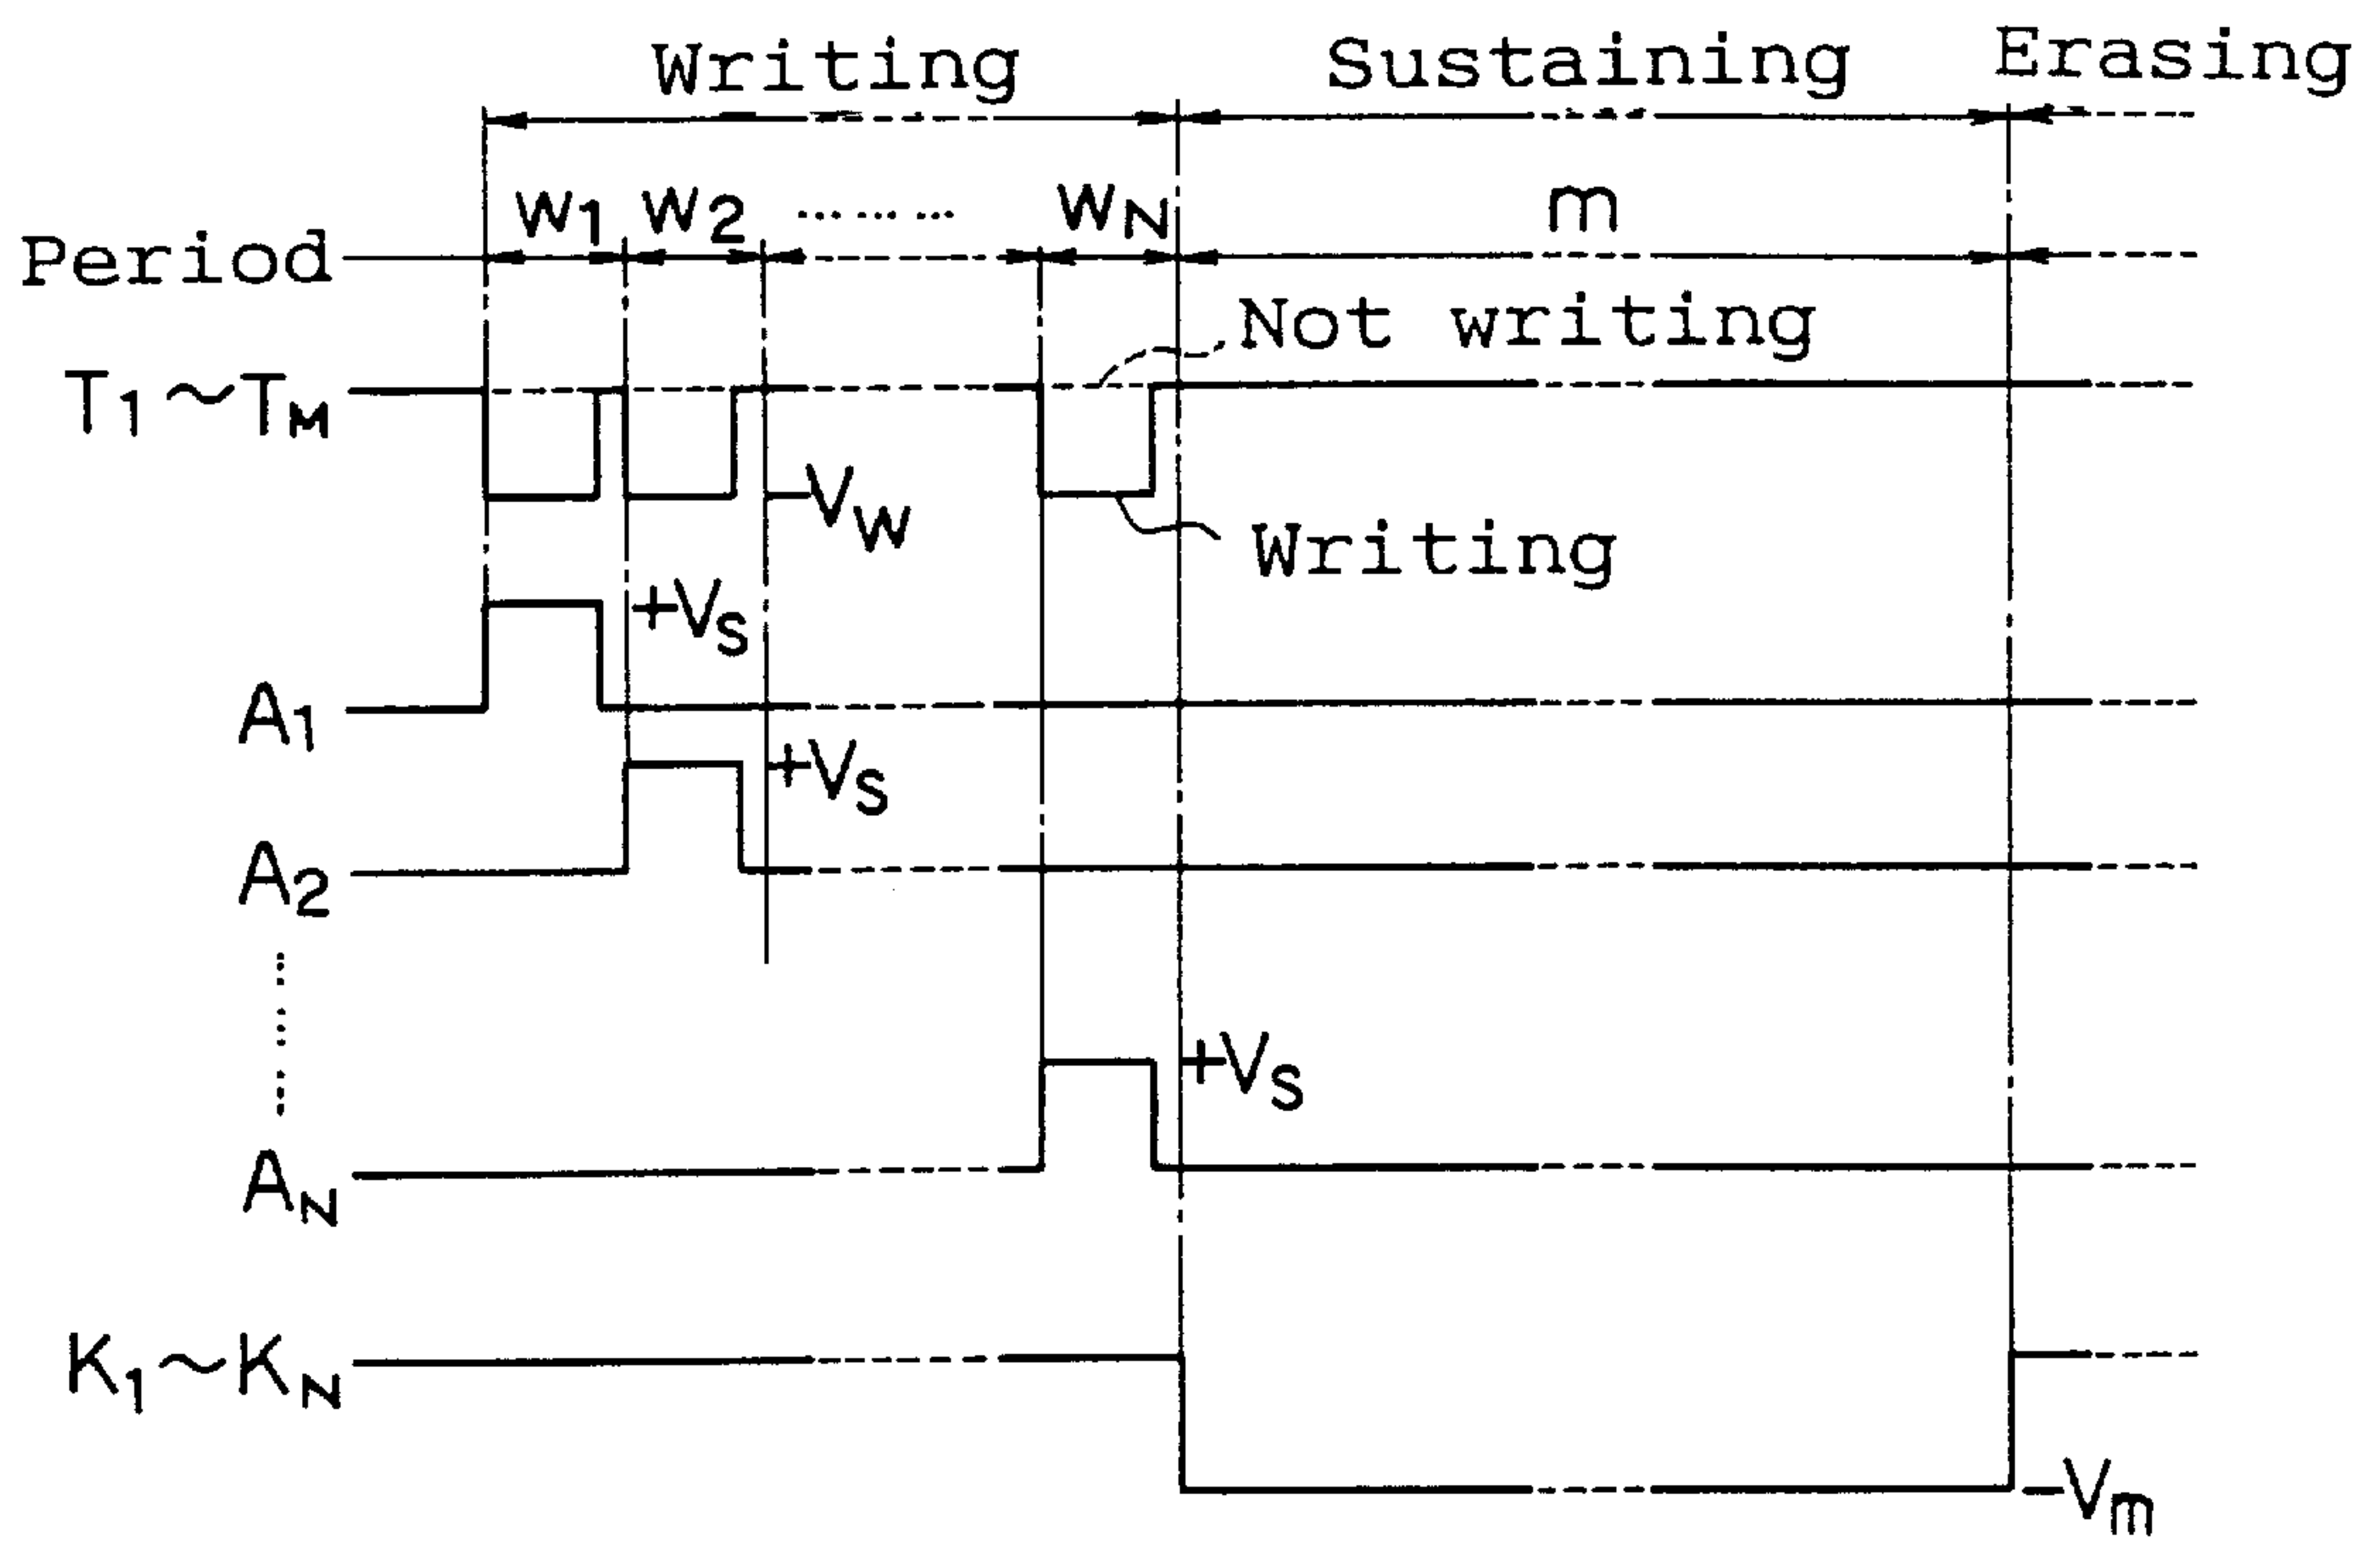 Writing Sustaining Erasing
W1 W2 ········ WN m
Period
Not writing
T1~TM
-VW
Writing
+VS
A1
+VS
A2
+VS
AN
K1~KN
-Vm